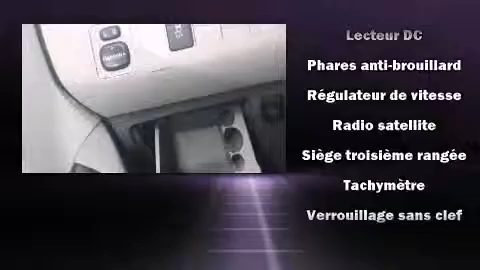 Lecteur DC
Phares anti-brouillard
Régulateur de vitesse
Radio satellite
Siège troisième rangée
Tachymètre
Verrouillage sans clef